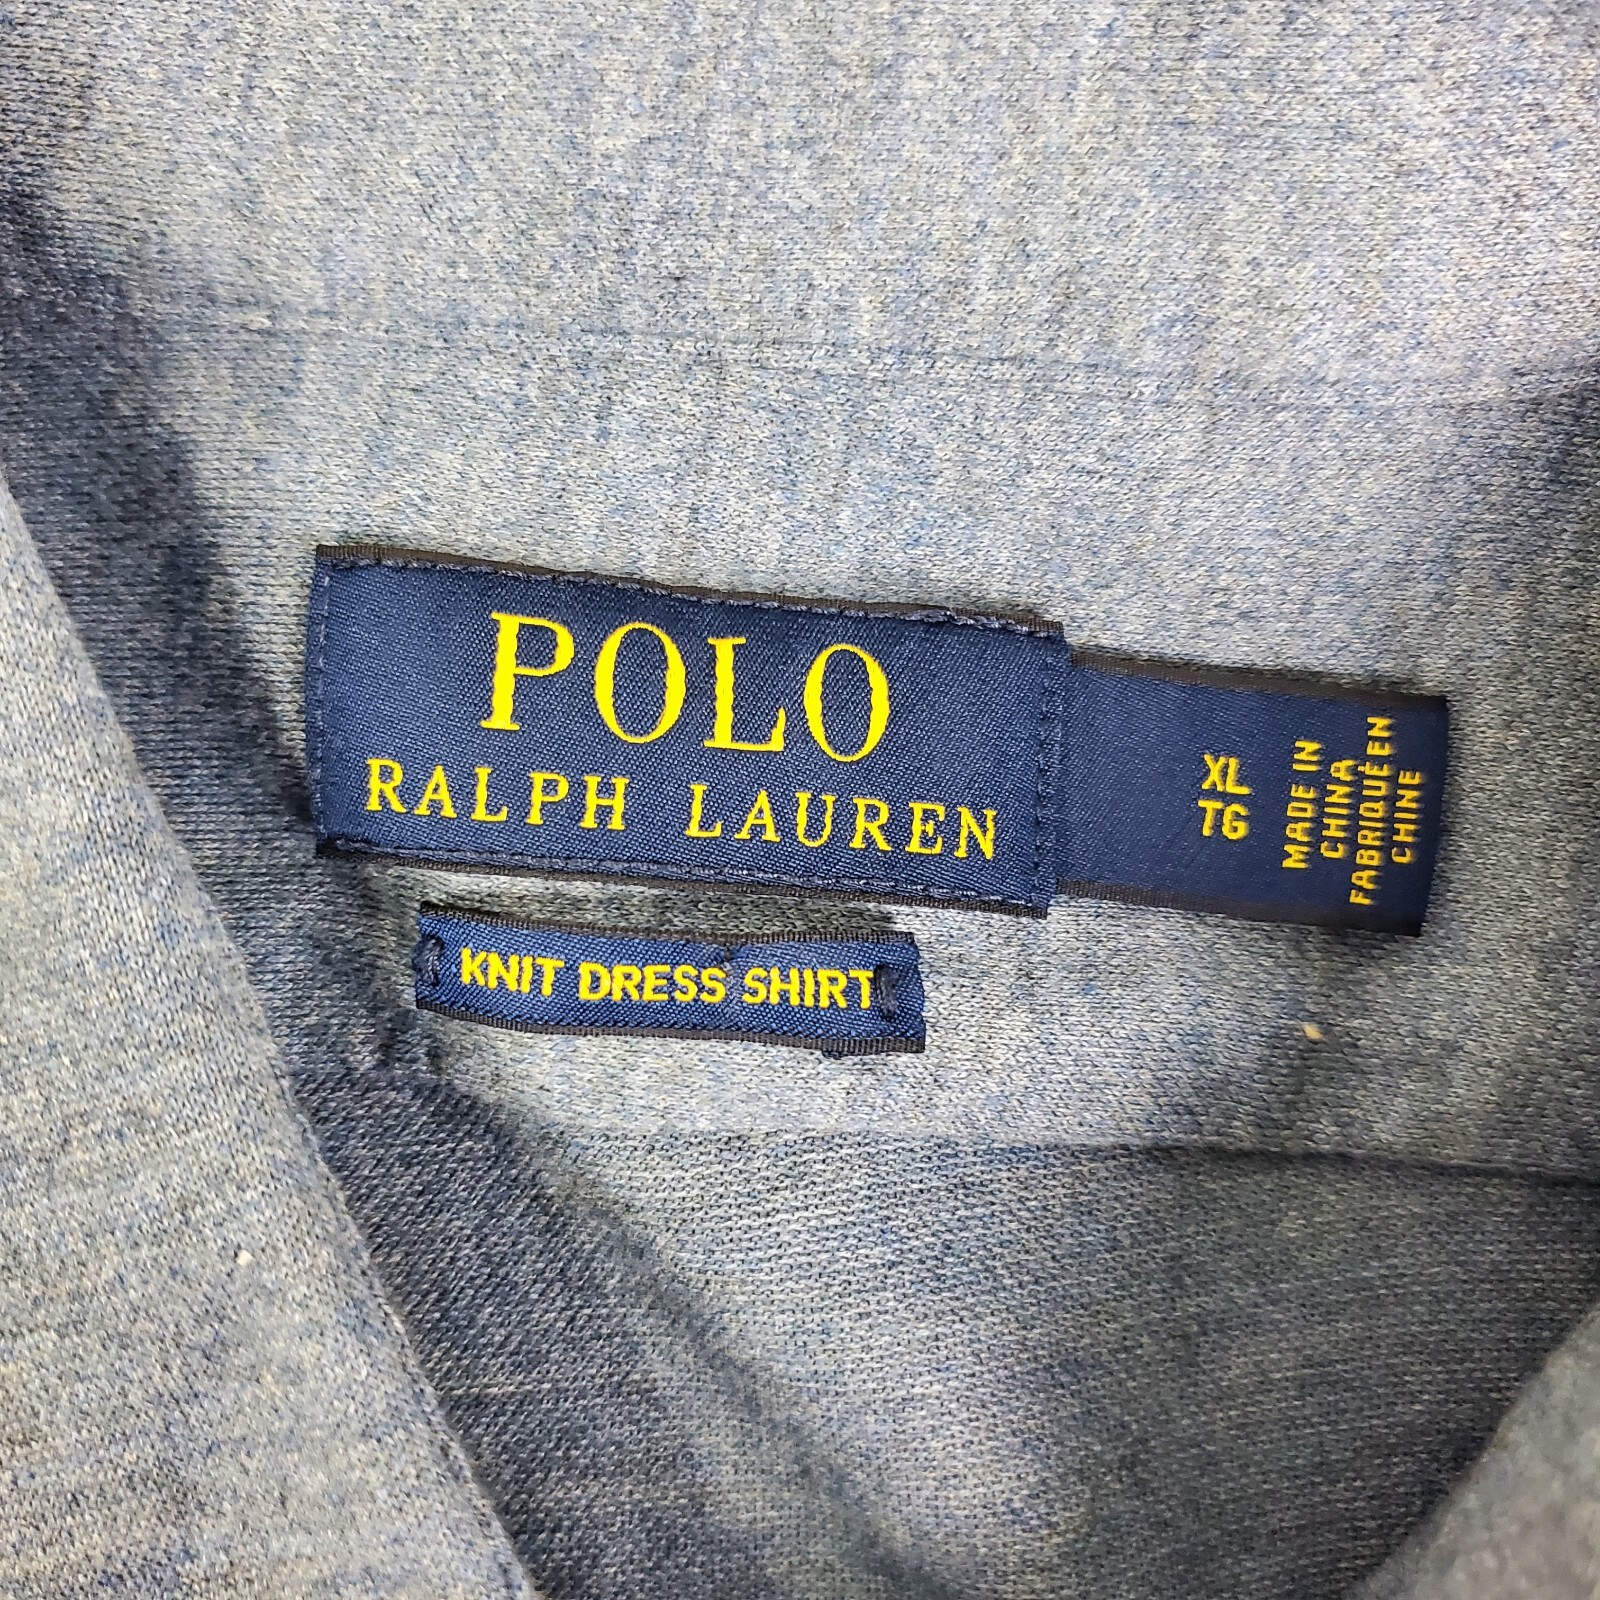 POLO
RALPH LAUREN
XL
TG
MADE IN
CHINA
FABRIQUÉ EN
CHINE
KNIT DRESS SHIRT